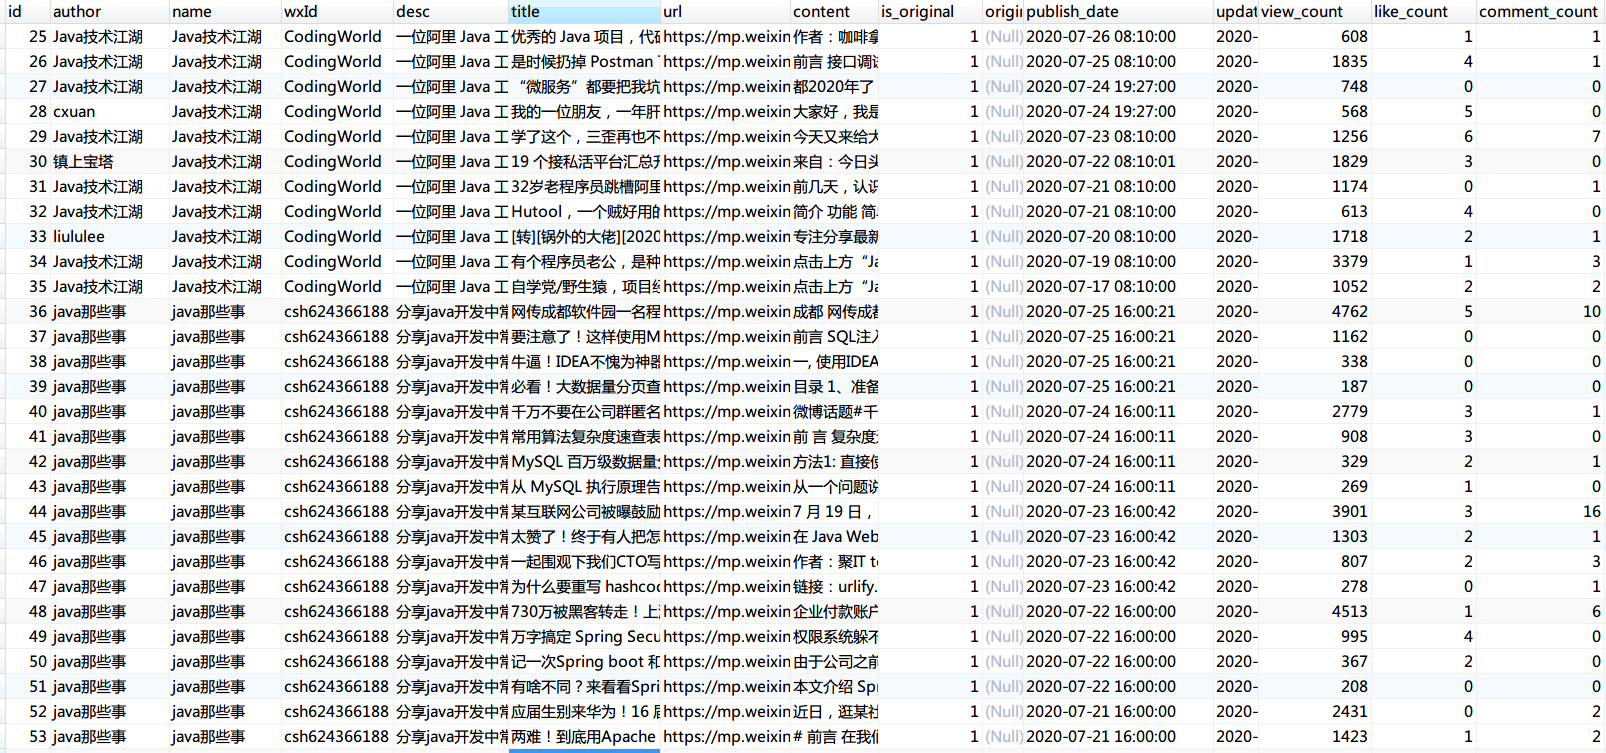 id author name wxId desc title url content is_original origin publish_date updat view_count like_count comment_count
25 Java技术江湖 Java技术江湖 CodingWorld 一位阿里 Java 工 优秀的 Java 项目，代码 https://mp.weixin 作者：咖啡拿 1 (Null) 2020-07-26 08:10:00 2020- 608 1 1
26 Java技术江湖 Java技术江湖 CodingWorld 一位阿里 Java 工 是时候扔掉 Postman https://mp.weixin 前言 接口调试 1 (Null) 2020-07-25 08:10:00 2020- 1835 4 1
27 Java技术江湖 Java技术江湖 CodingWorld 一位阿里 Java 工 “微服务”都要把我坑 https://mp.weixin 都2020年了 1 (Null) 2020-07-24 19:27:00 2020- 748 0 0
28 cxuan Java技术江湖 CodingWorld 一位阿里 Java 工 我的一位朋友，一年肝 https://mp.weixin 大家好，我是 1 (Null) 2020-07-24 19:27:00 2020- 568 5 0
29 Java技术江湖 Java技术江湖 CodingWorld 一位阿里 Java 工 学了这个，三歪再也不 https://mp.weixin 今天又来给大 1 (Null) 2020-07-23 08:10:00 2020- 1256 6 7
30 镇上宝塔 Java技术江湖 CodingWorld 一位阿里 Java 工 19 个接私活平台汇总 https://mp.weixin 来自：今日头 1 (Null) 2020-07-22 08:10:01 2020- 1829 3 0
31 Java技术江湖 Java技术江湖 CodingWorld 一位阿里 Java 工 32岁老程序员跳槽阿里 https://mp.weixin 前几天，认识 1 (Null) 2020-07-21 08:10:00 2020- 1174 0 1
32 Java技术江湖 Java技术江湖 CodingWorld 一位阿里 Java 工 Hutool，一个贼好用的 https://mp.weixin 简介 功能 简 1 (Null) 2020-07-21 08:10:00 2020- 613 4 0
33 liululee Java技术江湖 CodingWorld 一位阿里 Java 工 [转][锅外的大佬][2020 https://mp.weixin 专注分享最新 1 (Null) 2020-07-20 08:10:00 2020- 1718 2 1
34 Java技术江湖 Java技术江湖 CodingWorld 一位阿里 Java 工 有个程序员老公，是种 https://mp.weixin 点击上方“Ja 1 (Null) 2020-07-19 08:10:00 2020- 3379 1 3
35 Java技术江湖 Java技术江湖 CodingWorld 一位阿里 Java 工 自学党/野生猿，项目经 https://mp.weixin 点击上方“Ja 1 (Null) 2020-07-17 08:10:00 2020- 1052 2 2
36 java那些事 java那些事 csh624366188 分享java开发中常 网传成都软件园一名程 https://mp.weixin 成都 网传成都 1 (Null) 2020-07-25 16:00:21 2020- 4762 5 10
37 java那些事 java那些事 csh624366188 分享java开发中常 要注意了！这样使用M https://mp.weixin 前言 SQL注入 1 (Null) 2020-07-25 16:00:21 2020- 1162 0 0
38 java那些事 java那些事 csh624366188 分享java开发中常 牛逼！IDEA不愧为神器 https://mp.weixin 一, 使用IDEA 1 (Null) 2020-07-25 16:00:21 2020- 338 0 0
39 java那些事 java那些事 csh624366188 分享java开发中常 必看！大数据量分页查 https://mp.weixin 目录 1、准备 1 (Null) 2020-07-25 16:00:21 2020- 187 0 0
40 java那些事 java那些事 csh624366188 分享java开发中常 千万不要在公司群匿名 https://mp.weixin 微博话题#千 1 (Null) 2020-07-24 16:00:11 2020- 2779 3 1
41 java那些事 java那些事 csh624366188 分享java开发中常 常用算法复杂度速查表 https://mp.weixin 前 言 复杂度 1 (Null) 2020-07-24 16:00:11 2020- 908 3 0
42 java那些事 java那些事 csh624366188 分享java开发中常 MySQL 百万级数据量分 https://mp.weixin 方法1: 直接使 1 (Null) 2020-07-24 16:00:11 2020- 329 2 1
43 java那些事 java那些事 csh624366188 分享java开发中常 从 MySQL 执行原理告 https://mp.weixin 从一个问题说 1 (Null) 2020-07-24 16:00:11 2020- 269 1 0
44 java那些事 java那些事 csh624366188 分享java开发中常 某互联网公司被曝鼓励 https://mp.weixin 7 月 19 日， 1 (Null) 2020-07-23 16:00:42 2020- 3901 3 16
45 java那些事 java那些事 csh624366188 分享java开发中常 太赞了！终于有人把怎 https://mp.weixin 在 Java Web 1 (Null) 2020-07-23 16:00:42 2020- 1303 2 1
46 java那些事 java那些事 csh624366188 分享java开发中常 一起围观下我们CTO写 https://mp.weixin 作者：聚IT te 1 (Null) 2020-07-23 16:00:42 2020- 807 2 3
47 java那些事 java那些事 csh624366188 分享java开发中常 为什么要重写 hashcod https://mp.weixin 链接：urlify. 1 (Null) 2020-07-23 16:00:42 2020- 278 0 1
48 java那些事 java那些事 csh624366188 分享java开发中常 730万被黑客转走！上海 https://mp.weixin 企业付款账户 1 (Null) 2020-07-22 16:00:00 2020- 4513 1 6
49 java那些事 java那些事 csh624366188 分享java开发中常 万字搞定 Spring Secu https://mp.weixin 权限系统躲不 1 (Null) 2020-07-22 16:00:00 2020- 995 4 0
50 java那些事 java那些事 csh624366188 分享java开发中常 记一次Spring boot 和 https://mp.weixin 由于公司之前 1 (Null) 2020-07-22 16:00:00 2020- 367 2 0
51 java那些事 java那些事 csh624366188 分享java开发中常 有啥不同？来看看Spri https://mp.weixin 本文介绍 Spr 1 (Null) 2020-07-22 16:00:00 2020- 208 0 0
52 java那些事 java那些事 csh624366188 分享java开发中常 应届生别来华为！16 届 https://mp.weixin 近日，逛某社 1 (Null) 2020-07-21 16:00:00 2020- 2431 0 2
53 java那些事 java那些事 csh624366188 分享java开发中常 两难！到底用Apache https://mp.weixin # 前言 在我们 1 (Null) 2020-07-21 16:00:00 2020- 1423 1 2